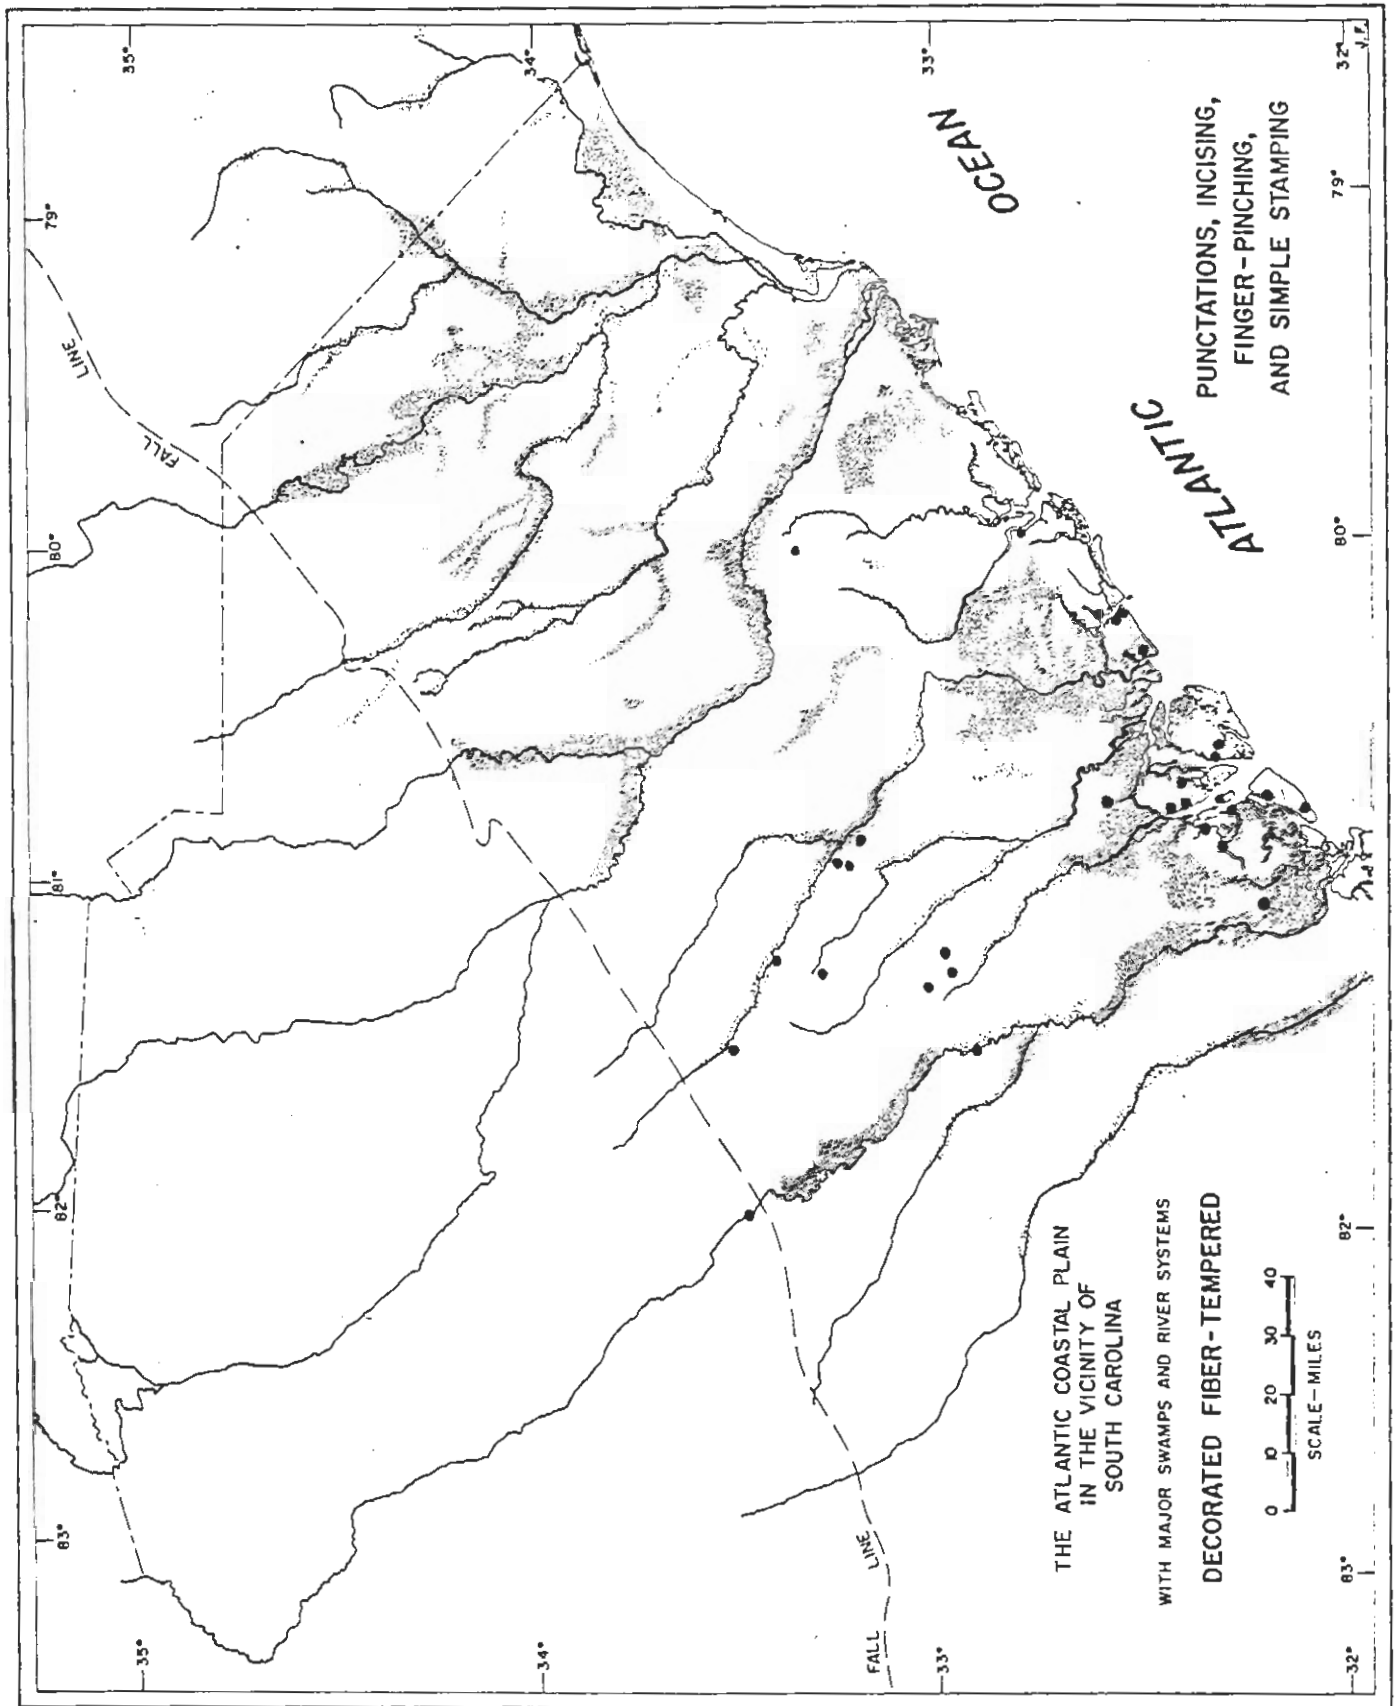 THE ATLANTIC COASTAL PLAIN
IN THE VICINITY OF
SOUTH CAROLINA
WITH MAJOR SWAMPS AND RIVER SYSTEMS
DECORATED FIBER-TEMPERED
0 10 20 30 40
SCALE-MILES
PUNCTATIONS, INCISING,
FINGER-PINCHING,
AND SIMPLE STAMPING
ATLANTIC
OCEAN
FALL
LINE
FALL
LINE
83°
82°
81°
80°
79°
35°
34°
33°
32°
83°
82°
80°
79°
35°
34°
33°
32°
J.F.